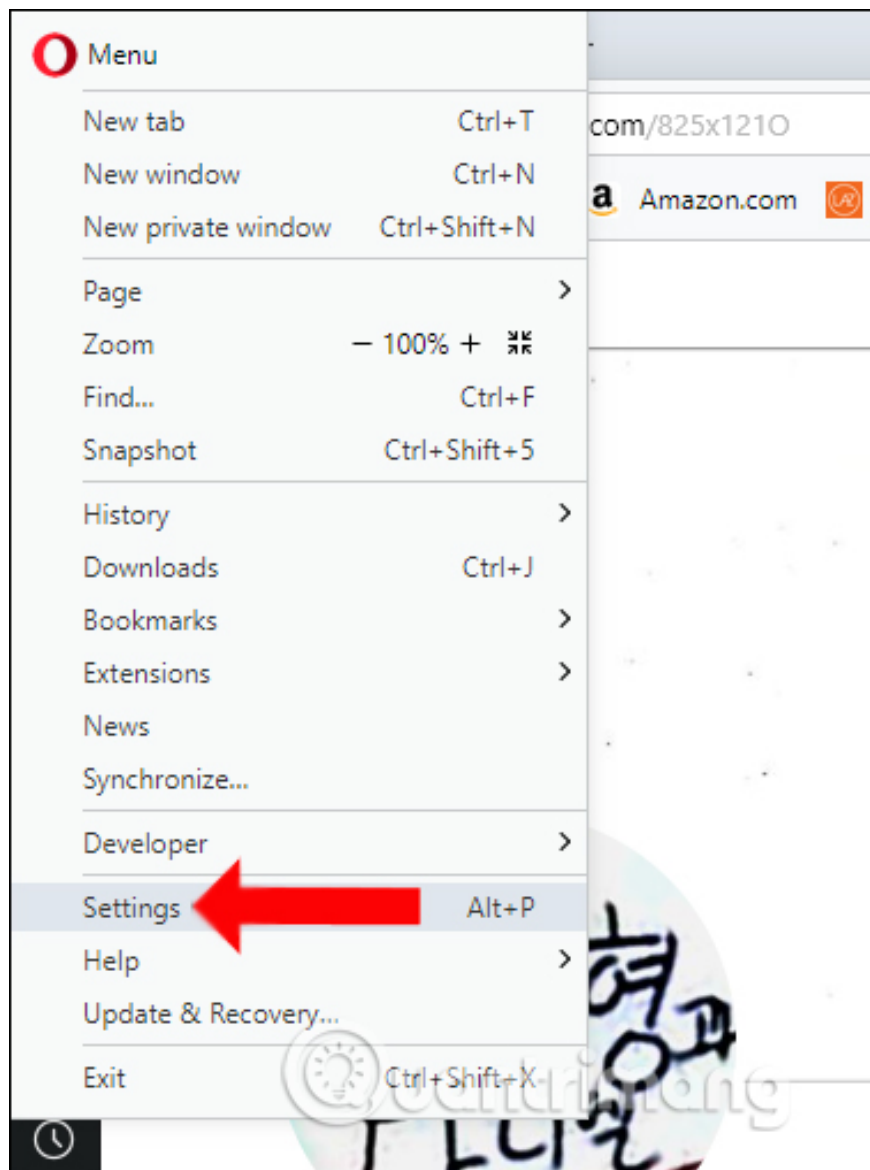 Menu
New tab Ctrl+T
com/825x121O
New window Ctrl+N
Amazon.com
New private window Ctrl+Shift+N
Page
Zoom − 100% +
Find... Ctrl+F
Snapshot Ctrl+Shift+5
History
Downloads Ctrl+J
Bookmarks
Extensions
News
Synchronize...
Developer
Settings Alt+P
Help
Update & Recovery...
Exit Ctrl+Shift+X
Quantrimang